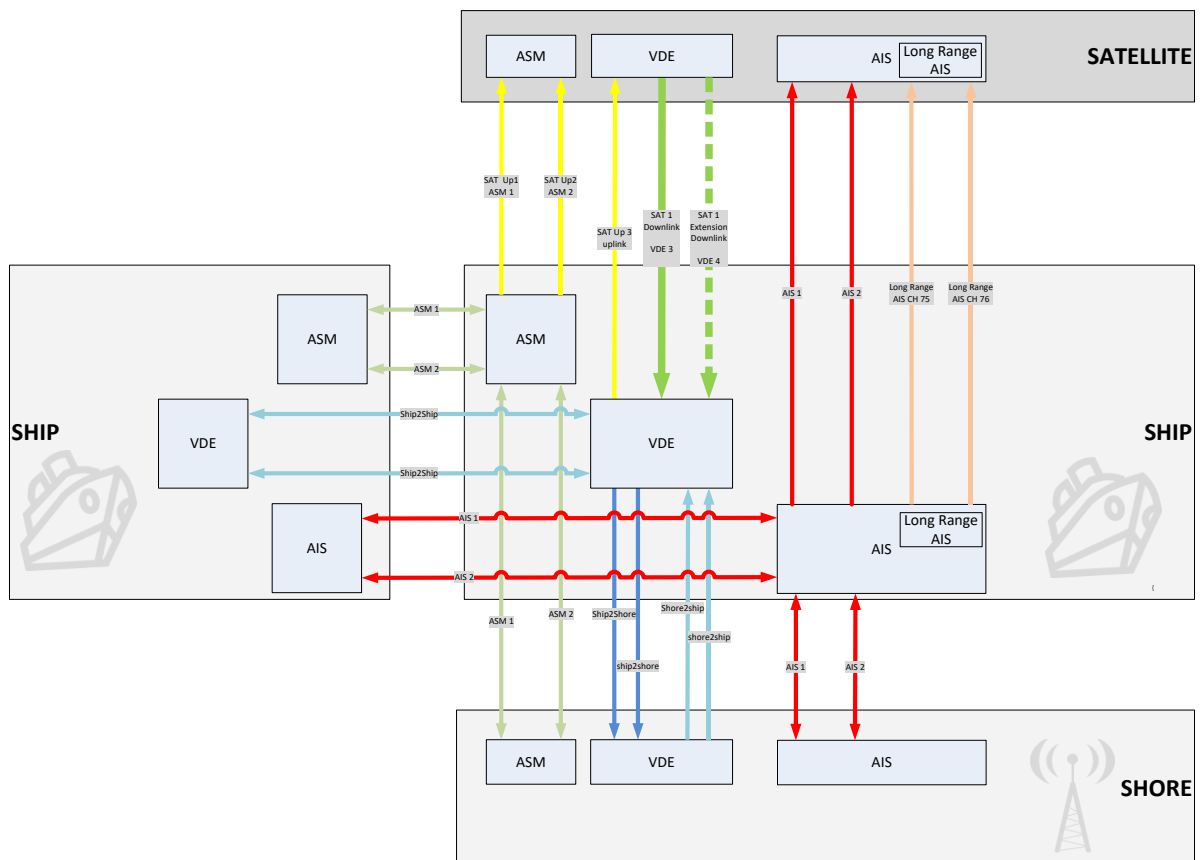 ASM
VDE
AIS
Long Range
AIS
SATELLITE
SAT Up1
ASM 1
SAT Up2
ASM 2
SAT Up 3
uplink
SAT 1
Downlink
VDE 3
SAT 1
Extension
Downlink
VDE 4
AIS 1
AIS 2
Long Range
AIS CH 75
Long Range
AIS CH 76
ASM
ASM 1
ASM 2
ASM
SHIP
VDE
Ship2Ship
Ship2Ship
VDE
SHIP
AIS
AIS 1
AIS 2
AIS
Long Range
AIS
ASM 1
ASM 2
Ship2Shore
ship2shore
Shore2ship
shore2ship
AIS 1
AIS 2
ASM
VDE
AIS
SHORE